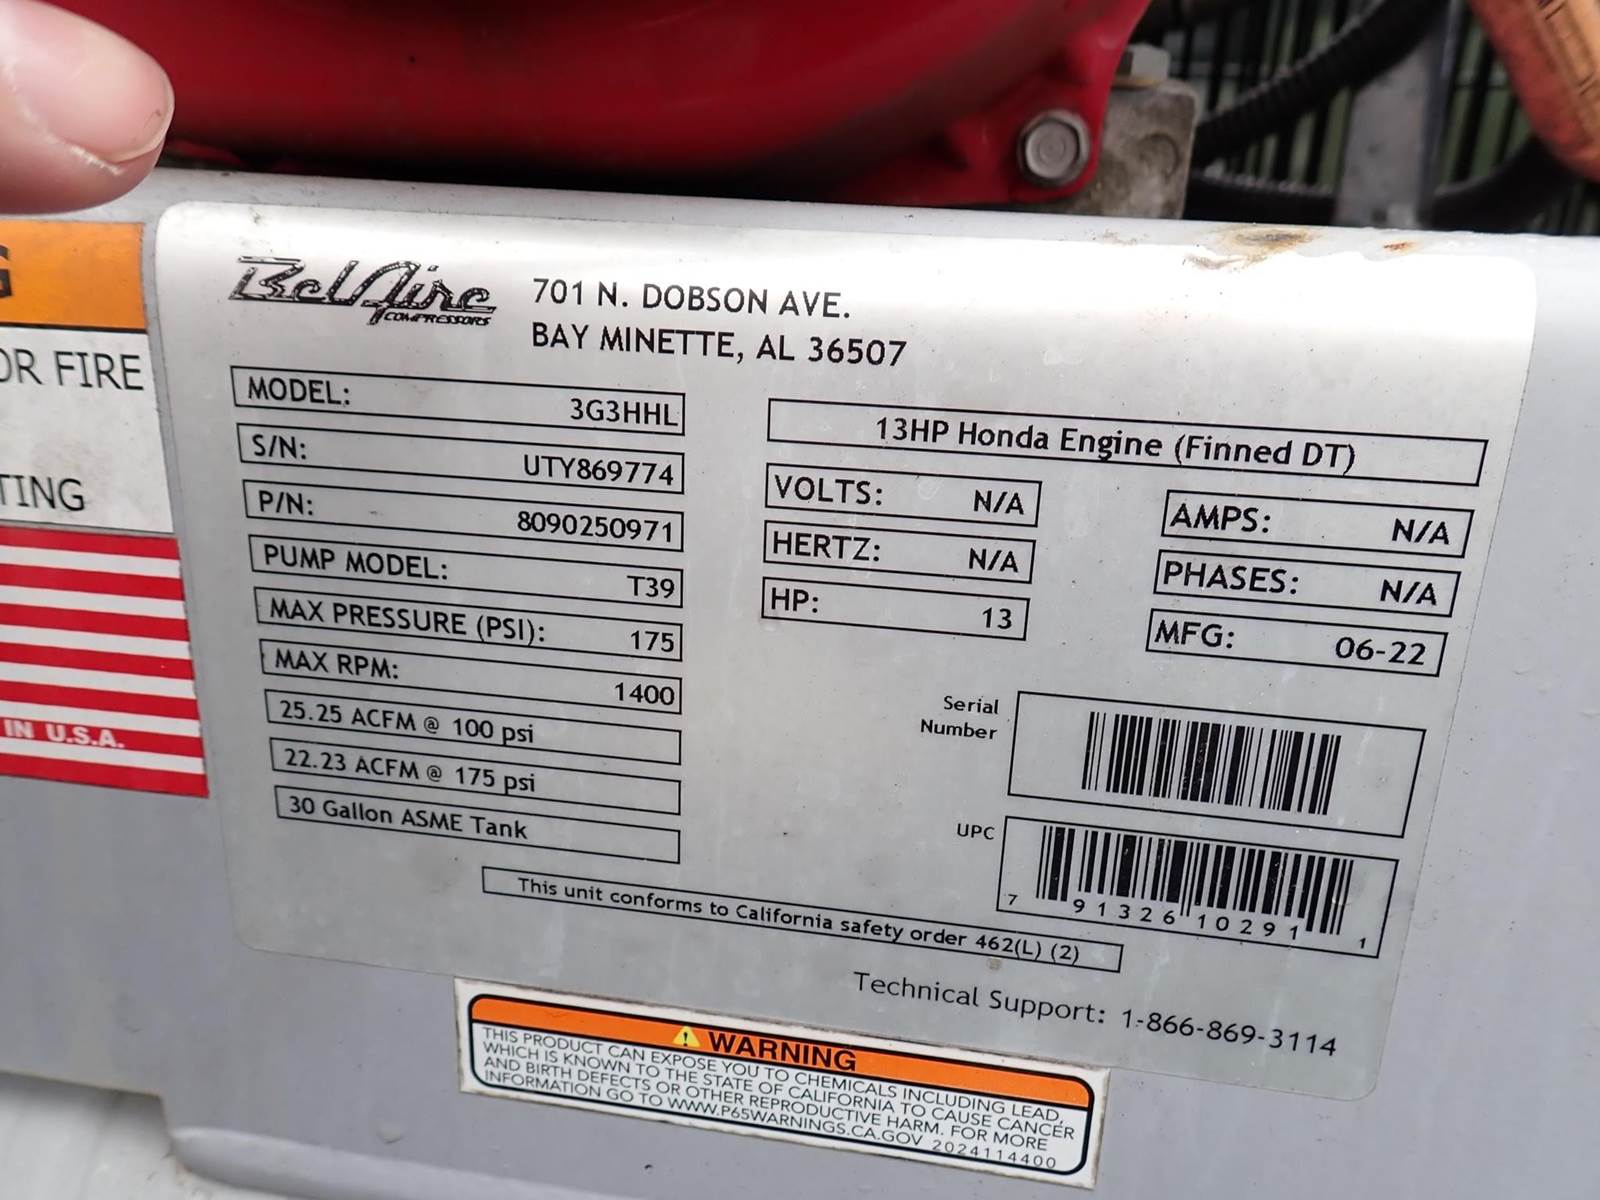 G
OR FIRE
TING
IN U.S.A.
BelAire
COMPRESSORS
701 N. DOBSON AVE.
BAY MINETTE, AL 36507
MODEL: 3G3HHL
S/N: UTY869774
P/N: 8090250971
PUMP MODEL: T39
MAX PRESSURE (PSI): 175
MAX RPM: 1400
25.25 ACFM @ 100 psi
22.23 ACFM @ 175 psi
30 Gallon ASME Tank
13HP Honda Engine (Finned DT)
VOLTS: N/A
AMPS: N/A
HERTZ: N/A
PHASES: N/A
HP: 13
MFG: 06-22
Serial
Number
UPC
7 91326 10291 1
This unit conforms to California safety order 462(L) (2)
Technical Support: 1-866-869-3114
WARNING
THIS PRODUCT CAN EXPOSE YOU TO CHEMICALS INCLUDING LEAD,
WHICH IS KNOWN TO THE STATE OF CALIFORNIA TO CAUSE CANCER
AND BIRTH DEFECTS OR OTHER REPRODUCTIVE HARM. FOR MORE
INFORMATION GO TO WWW.P65WARNINGS.CA.GOV 2024114400